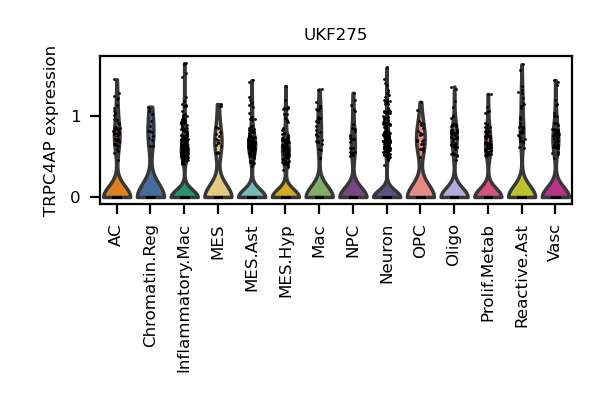 UKF275
TRPC4AP expression
1
0
AC
Chromatin.Reg
Inflammatory.Mac
MES
MES.Ast
MES.Hyp
Mac
NPC
Neuron
OPC
Oligo
Prolif.Metab
Reactive.Ast
Vasc